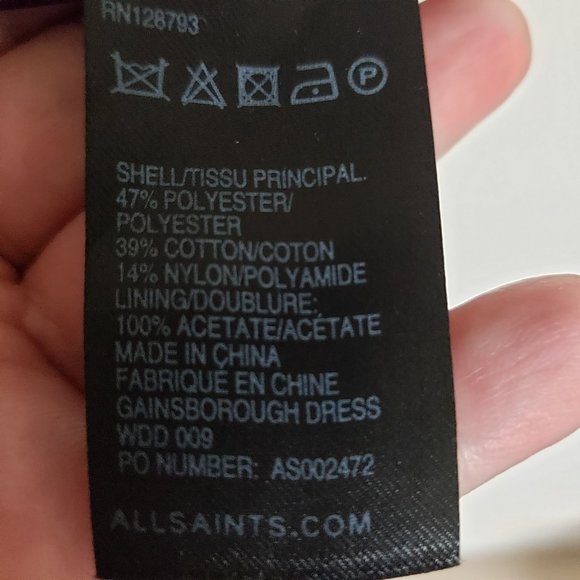 RN128793
P
SHELL/TISSU PRINCIPAL.
47% POLYESTER/
POLYESTER
39% COTTON/COTON
14% NYLON/POLYAMIDE
LINING/DOUBLURE:
100% ACETATE/ACÉTATE
MADE IN CHINA
FABRIQUÉ EN CHINE
GAINSBOROUGH DRESS
WDD 009
PO NUMBER: AS002472
ALLSAINTS.COM